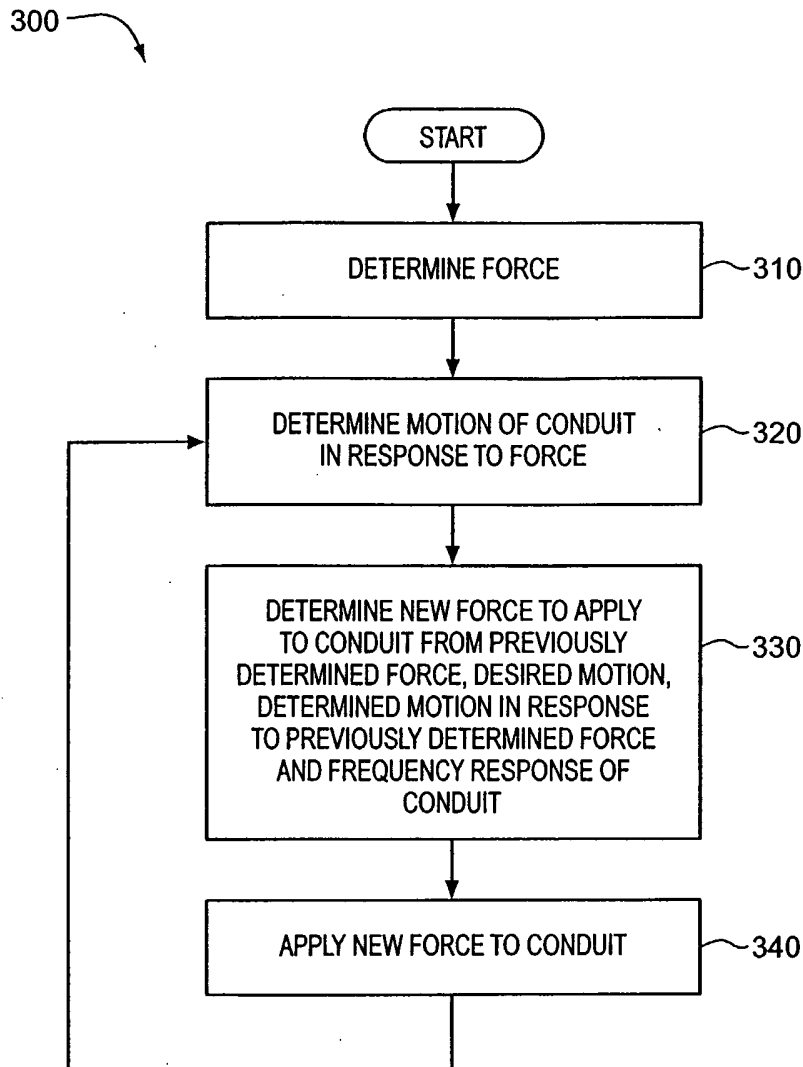 300
START
DETERMINE FORCE
310
DETERMINE MOTION OF CONDUIT
IN RESPONSE TO FORCE
320
DETERMINE NEW FORCE TO APPLY
TO CONDUIT FROM PREVIOUSLY
DETERMINED FORCE, DESIRED MOTION,
DETERMINED MOTION IN RESPONSE
TO PREVIOUSLY DETERMINED FORCE
AND FREQUENCY RESPONSE OF
CONDUIT
330
APPLY NEW FORCE TO CONDUIT
340